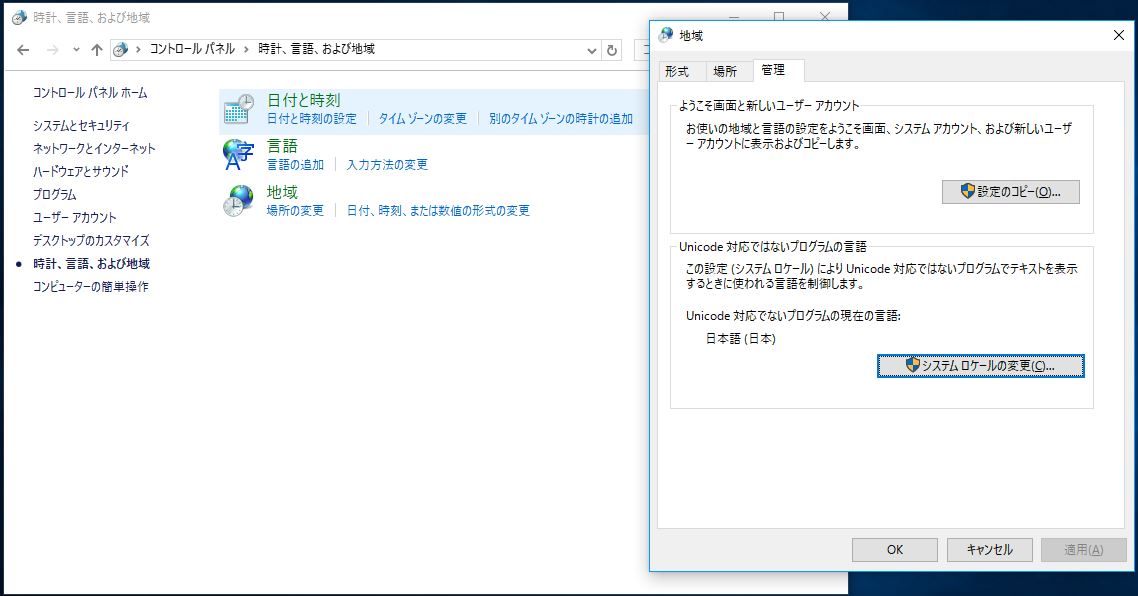 時計、言語、および地域
コントロール パネル
時計、言語、および地域
コントロール パネル ホーム
システムとセキュリティ
ネットワークとインターネット
ハードウェアとサウンド
プログラム
ユーザー アカウント
デスクトップのカスタマイズ
時計、言語、および地域
コンピューターの簡単操作
日付と時刻
日付と時刻の設定
タイム ゾーンの変更
別のタイム ゾーンの時計の追加
言語
言語の追加
入力方法の変更
地域
場所の変更
日付、時刻、または数値の形式の変更
地域
形式
場所
管理
ようこそ画面と新しいユーザー アカウント
お使いの地域と言語の設定をようこそ画面、システム アカウント、および新しいユーザ
ー アカウントに表示およびコピーします。
設定のコピー(O)...
Unicode 対応ではないプログラムの言語
この設定 (システム ロケール) により Unicode 対応ではないプログラムでテキストを表示
するときに使われる言語を制御します。
Unicode 対応でないプログラムの現在の言語:
日本語 (日本)
システム ロケールの変更(C)...
OK
キャンセル
適用(A)